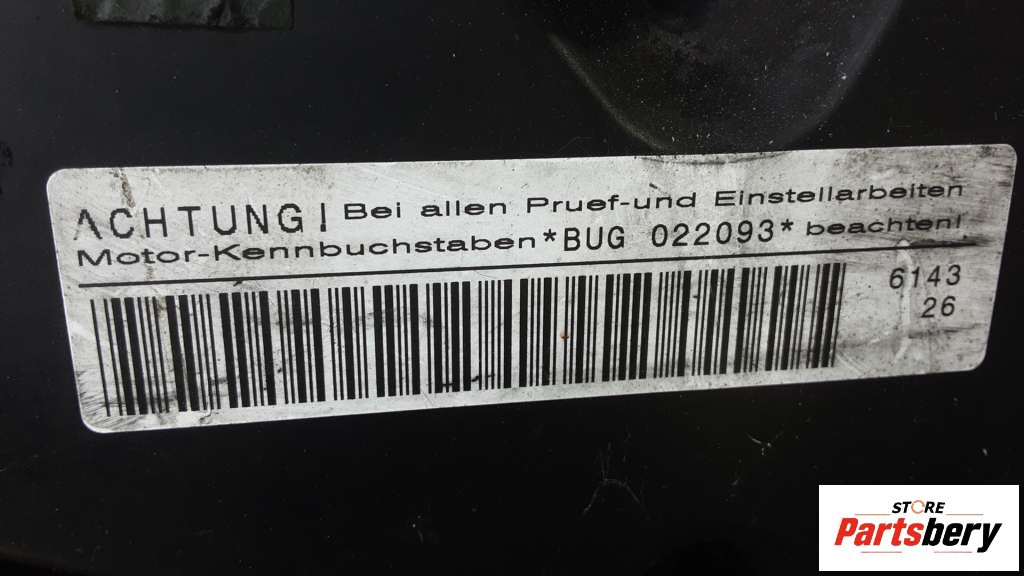 ACHTUNG! Bei allen Pruef-und Einstellarbeiten
Motor-Kennbuchstaben*BUG 022093* beachten!
6143
26
STORE
Partsbery